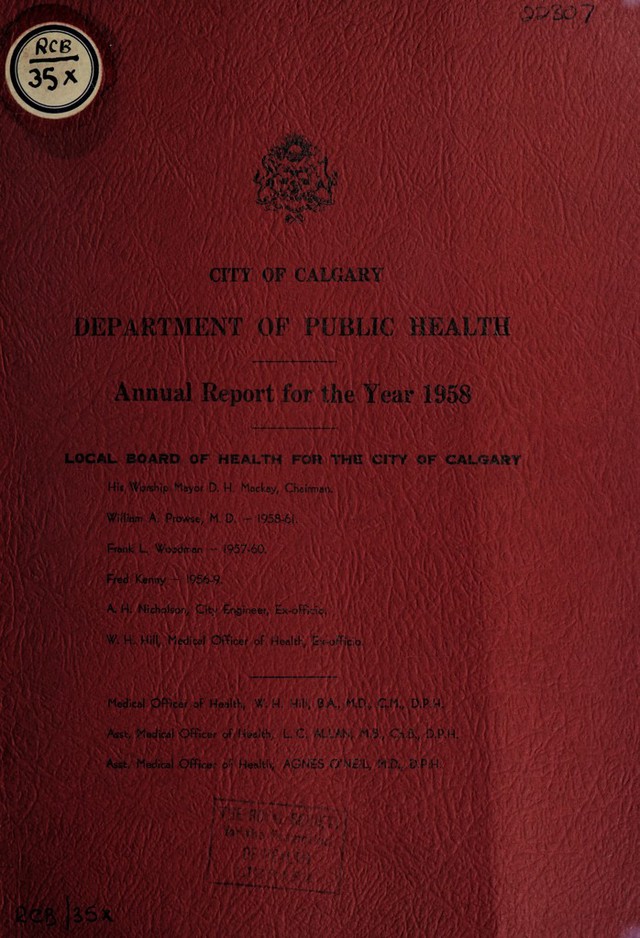 00307
RCB
35x
CITY OF CALGARY
DEPARTMENT OF PUBLIC HEALTH
Annual Report for the Year 1958
LOCAL BOARD OF HEALTH FOR THE CITY OF CALGARY
His Worship Mayor D. H. Mackay, Chairman.
William A. Prowse, M. D. – 1958-61.
Frank L. Woodman – 1957-60.
Fred Kenny – 1956-9.
A. H. Nicholson, City Engineer, Ex-officio.
W. H. Hill, Medical Officer of Health, Ex-officio.
Medical Officer of Health, W. H. Hill, B.A., M.D., C.M., D.P.H.
Asst. Medical Officer of Health, L. C. ALLAN, M.B., Ch.B., D.P.H.
Asst. Medical Officer of Health, AGNES O'NEIL, M.D., D.P.H.
RCB/35x